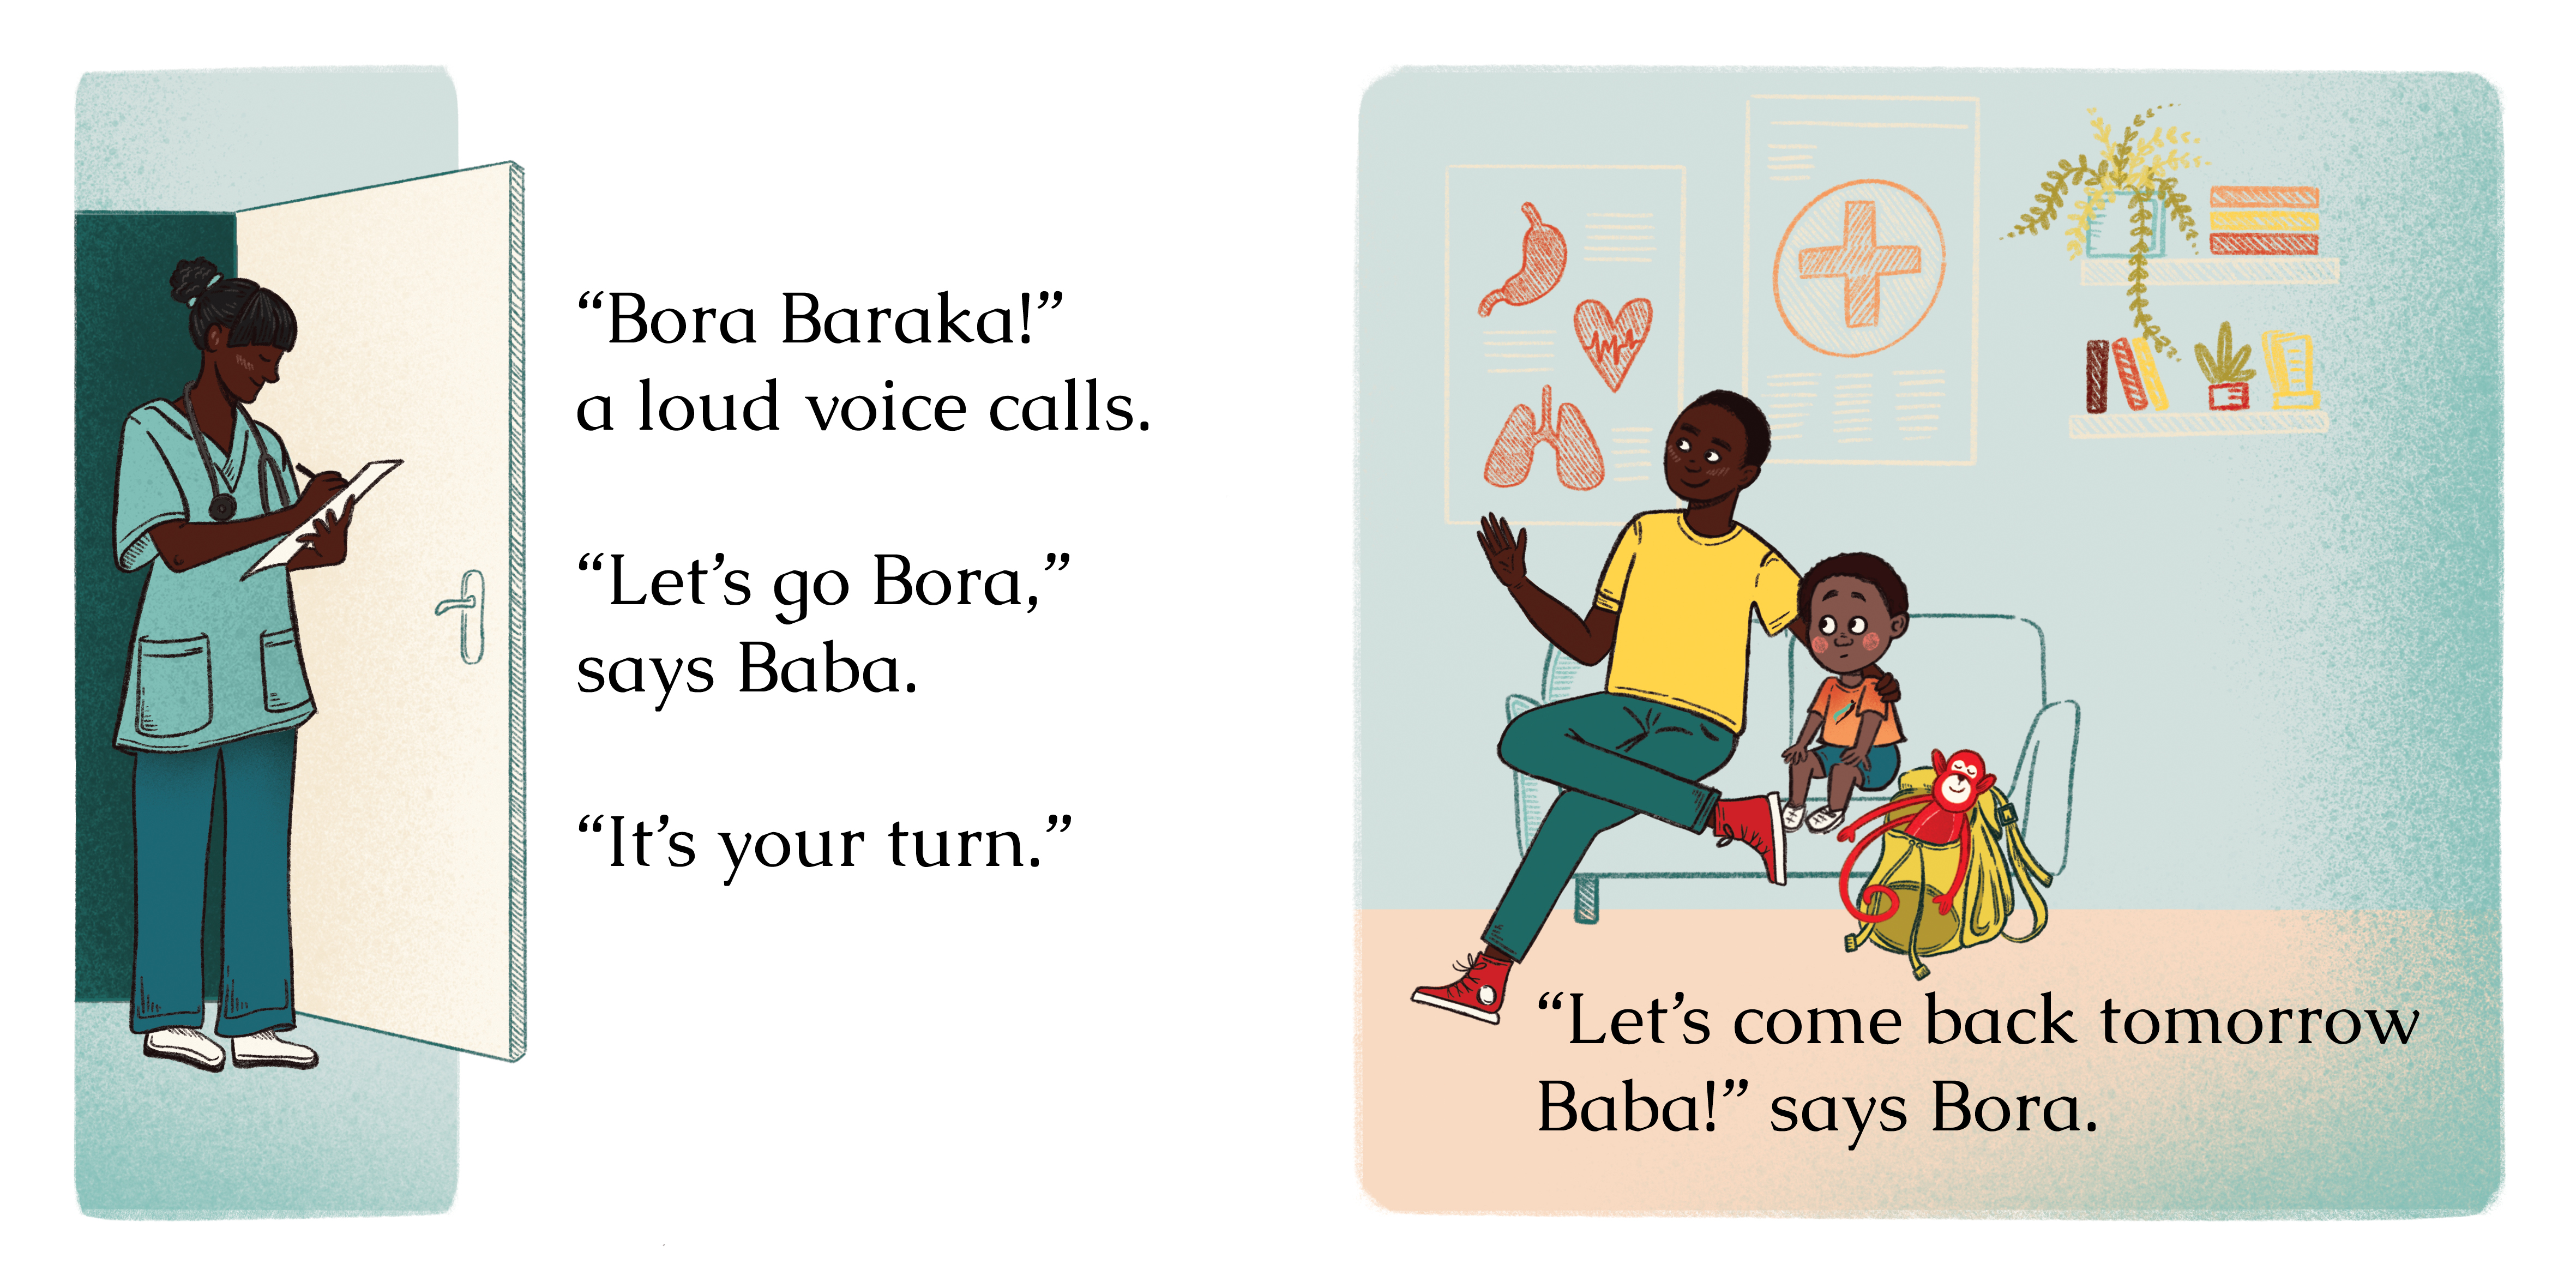 “Bora Baraka!”
a loud voice calls.
“Let’s go Bora,”
says Baba.
“It’s your turn.”
“Let’s come back tomorrow
Baba!” says Bora.